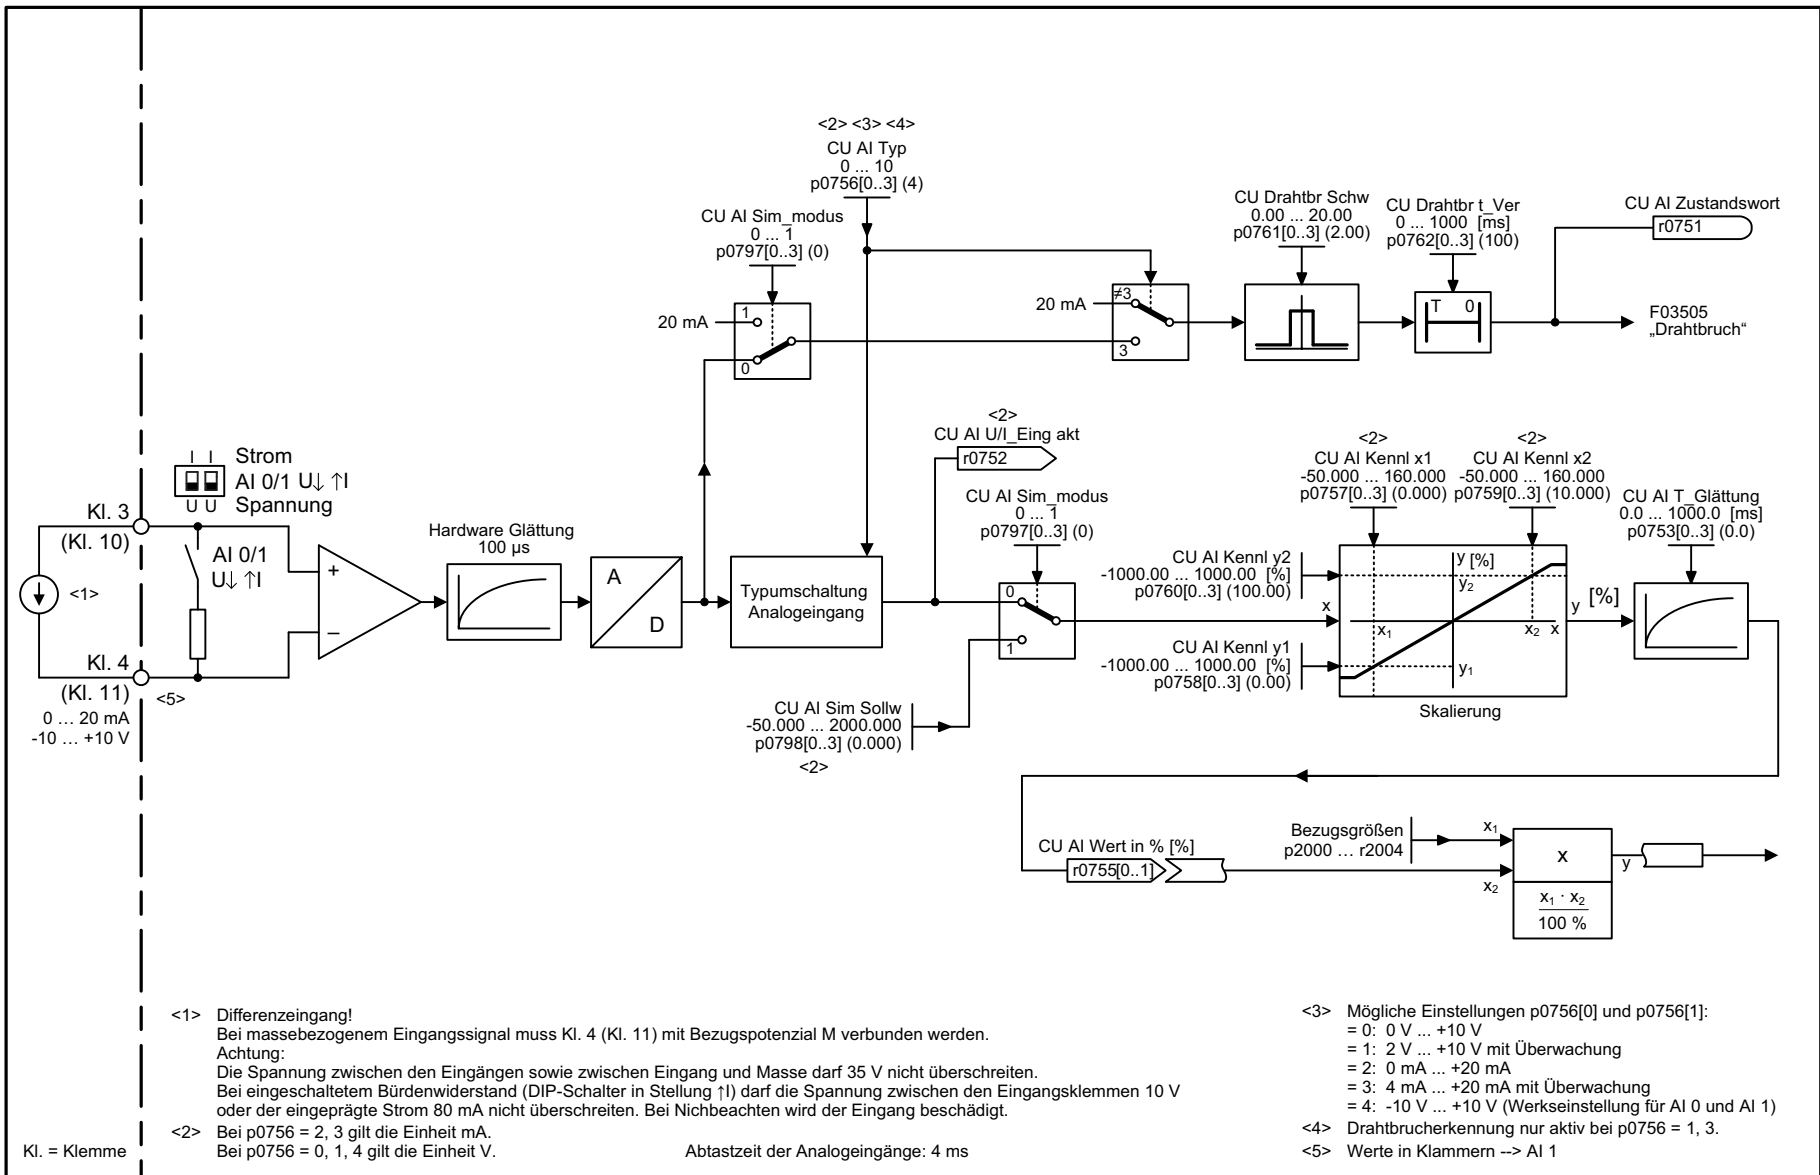 <2> <3> <4>
CU AI Typ
0 ... 10
p0756[0..3] (4)
CU AI Sim_modus
0 ... 1
p0797[0..3] (0)
20 mA
1
0
20 mA
≠3
3
CU Drahtbr Schw
0.00 ... 20.00
p0761[0..3] (2.00)
CU Drahtbr t_Ver
0 ... 1000 [ms]
p0762[0..3] (100)
T 0
CU AI Zustandswort
r0751
F03505
„Drahtbruch“
I I Strom
AI 0/1 U↓ ↑I
U U Spannung
Kl. 3
(Kl. 10)
<1>
AI 0/1
U↓ ↑I
Kl. 4
(Kl. 11)
<5>
0 ... 20 mA
-10 ... +10 V
+
–
Hardware Glättung
100 µs
A
D
Typumschaltung
Analogeingang
<2>
CU AI U/I_Eing akt
r0752
CU AI Sim_modus
0 ... 1
p0797[0..3] (0)
0
1
CU AI Sim Sollw
-50.000 ... 2000.000
p0798[0..3] (0.000)
<2>
<2>
CU AI Kennl x1
-50.000 ... 160.000
p0757[0..3] (0.000)
<2>
CU AI Kennl x2
-50.000 ... 160.000
p0759[0..3] (10.000)
CU AI Kennl y2
-1000.00 ... 1000.00 [%]
p0760[0..3] (100.00)
CU AI Kennl y1
-1000.00 ... 1000.00 [%]
p0758[0..3] (0.00)
x
y [%]
y₂
x₁
x₂ x
y₁
Skalierung
y [%]
CU AI T_Glättung
0.0 ... 1000.0 [ms]
p0753[0..3] (0.0)
CU AI Wert in % [%]
r0755[0..1]
Bezugsgrößen
p2000 ... r2004
x₁
x₂
x
x₁ · x₂
100 %
y
<1> Differenzeingang!
Bei massebezogenem Eingangssignal muss Kl. 4 (Kl. 11) mit Bezugspotenzial M verbunden werden.
Achtung:
Die Spannung zwischen den Eingängen sowie zwischen Eingang und Masse darf 35 V nicht überschreiten.
Bei eingeschaltetem Bürdenwiderstand (DIP-Schalter in Stellung ↑I) darf die Spannung zwischen den Eingangsklemmen 10 V
oder der eingeprägte Strom 80 mA nicht überschreiten. Bei Nichbeachten wird der Eingang beschädigt.
<2> Bei p0756 = 2, 3 gilt die Einheit mA.
Bei p0756 = 0, 1, 4 gilt die Einheit V.
Kl. = Klemme
Abtastzeit der Analogeingänge: 4 ms
<3> Mögliche Einstellungen p0756[0] und p0756[1]:
= 0: 0 V ... +10 V
= 1: 2 V ... +10 V mit Überwachung
= 2: 0 mA ... +20 mA
= 3: 4 mA ... +20 mA mit Überwachung
= 4: -10 V ... +10 V (Werkseinstellung für AI 0 und AI 1)
<4> Drahtbrucherkennung nur aktiv bei p0756 = 1, 3.
<5> Werte in Klammern --> AI 1